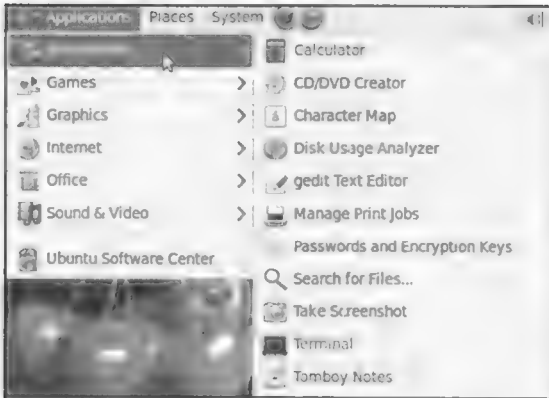 Applications Places System
Games
Graphics
Internet
Office
Sound & Video
Ubuntu Software Center
Calculator
CD/DVD Creator
Character Map
Disk Usage Analyzer
gedit Text Editor
Manage Print Jobs
Passwords and Encryption Keys
Search for Files...
Take Screenshot
Terminal
Tomboy Notes